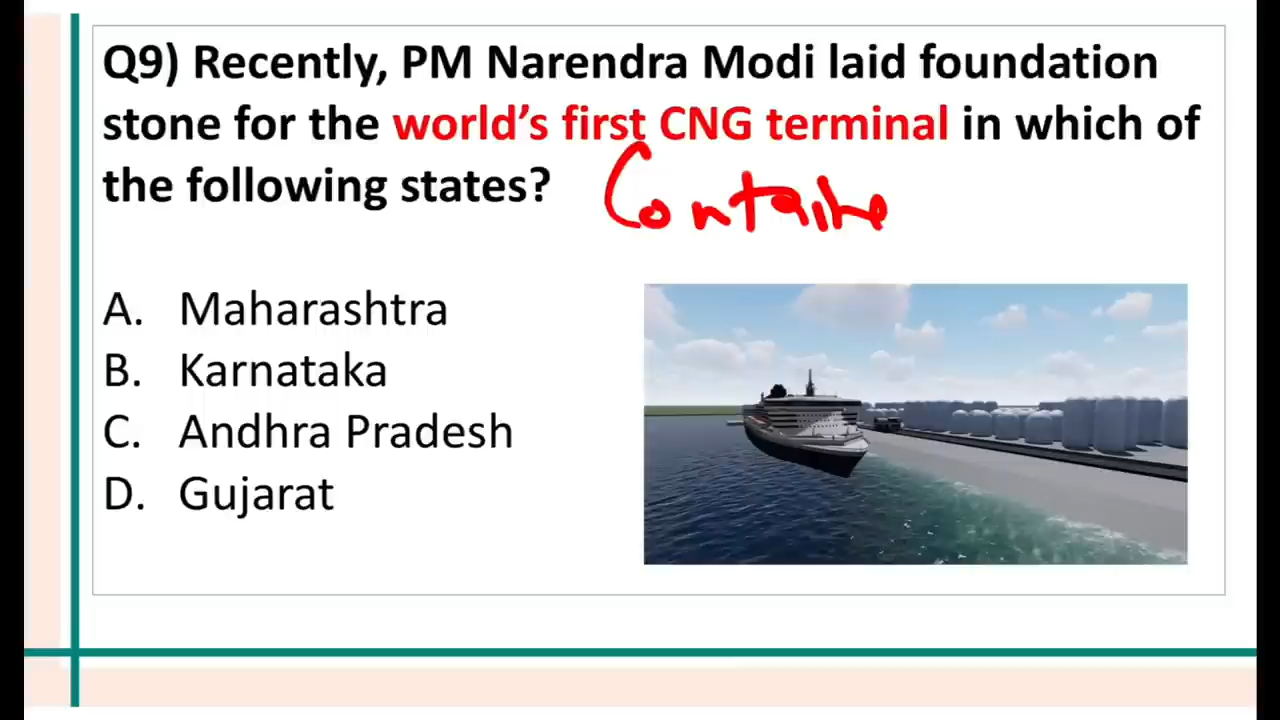 Q9) Recently, PM Narendra Modi laid foundation
stone for the world's first CNG terminal in which of
the following states?
Containe
A. Maharashtra
B. Karnataka
C. Andhra Pradesh
D. Gujarat